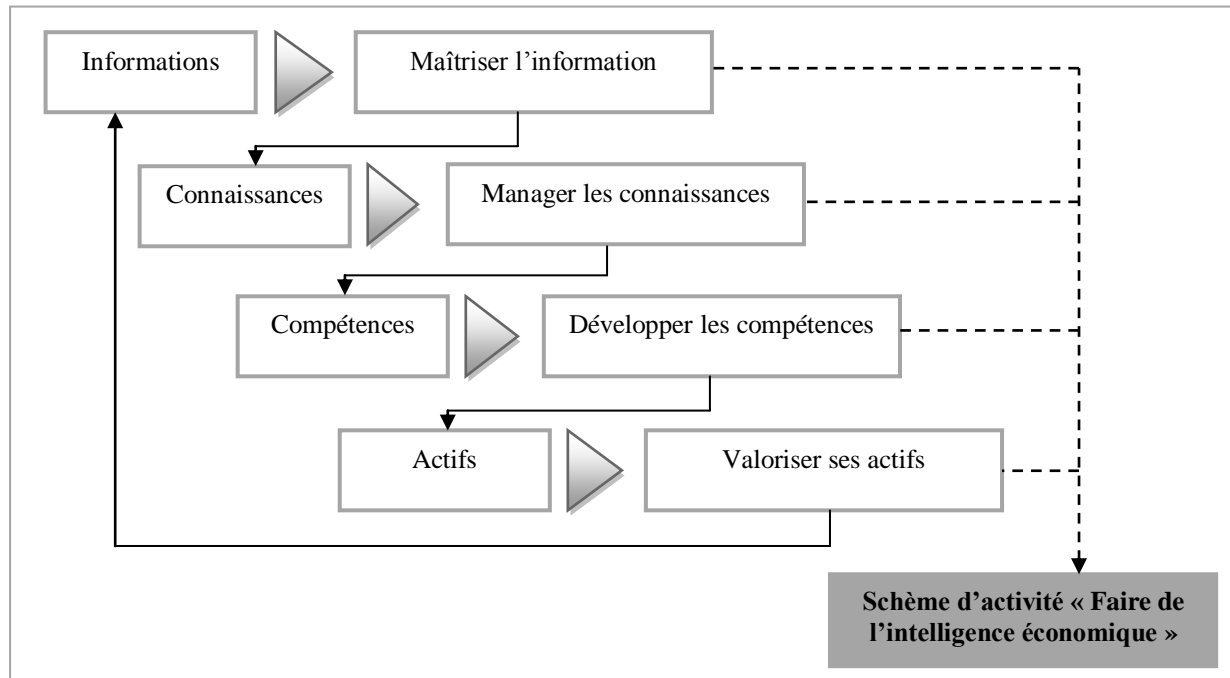 Informations
Maîtriser l’information
Connaissances
Manager les connaissances
Compétences
Développer les compétences
Actifs
Valoriser ses actifs
Schème d’activité « Faire de
l’intelligence économique »